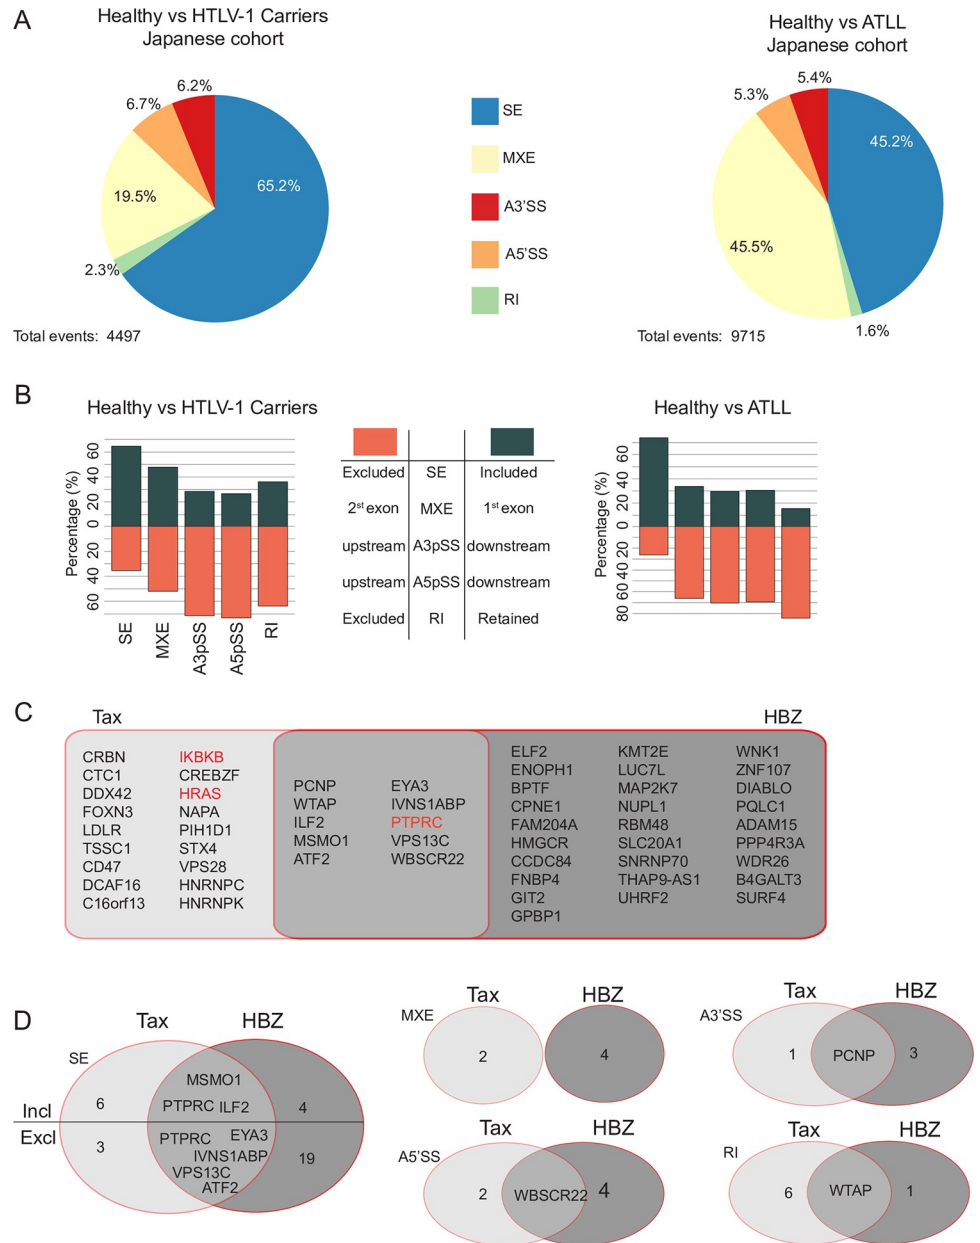 A
Healthy vs HTLV-1 Carriers
Japanese cohort
6.2%
6.7%
65.2%
19.5%
2.3%
Total events: 4497
SE
MXE
A3'SS
A5'SS
RI
Healthy vs ATLL
Japanese cohort
5.4%
5.3%
45.2%
45.5%
1.6%
Total events: 9715
B
Healthy vs HTLV-1 Carriers
Percentage (%)
60
40
20
0
20
40
60
SE
MXE
A3pSS
A5pSS
RI
Excluded SE Included
2st exon MXE 1st exon
upstream A3pSS downstream
upstream A5pSS downstream
Excluded RI Retained
Healthy vs ATLL
Percentage (%)
60
40
20
0
20
40
60
80
C
Tax
HBZ
CRBN IKBKB
CTC1 CREBZF
DDX42 HRAS
FOXN3 NAPA
LDLR PIH1D1
TSSC1 STX4
CD47 VPS28
DCAF16 HNRNPC
C16orf13 HNRNPK
PCNP EYA3
WTAP IVNS1ABP
ILF2 PTPRC
MSMO1 VPS13C
ATF2 WBSCR22
ELF2 KMT2E WNK1
ENOPH1 LUC7L ZNF107
BPTF MAP2K7 DIABLO
CPNE1 NUPL1 PQLC1
FAM204A RBM48 ADAM15
HMGCR SLC20A1 PPP4R3A
CCDC84 SNRNP70 WDR26
FNBP4 THAP9-AS1 B4GALT3
GIT2 UHRF2 SURF4
GPBP1
D
Tax HBZ
SE
MSMO1
6 PTPRC ILF2 4
Incl
Excl
3 PTPRC EYA3 19
IVNS1ABP
VPS13C
ATF2
MXE
Tax HBZ
2 4
A3'SS
Tax HBZ
1 PCNP 3
A5'SS
Tax HBZ
2 WBSCR22 4
RI
Tax HBZ
6 WTAP 1